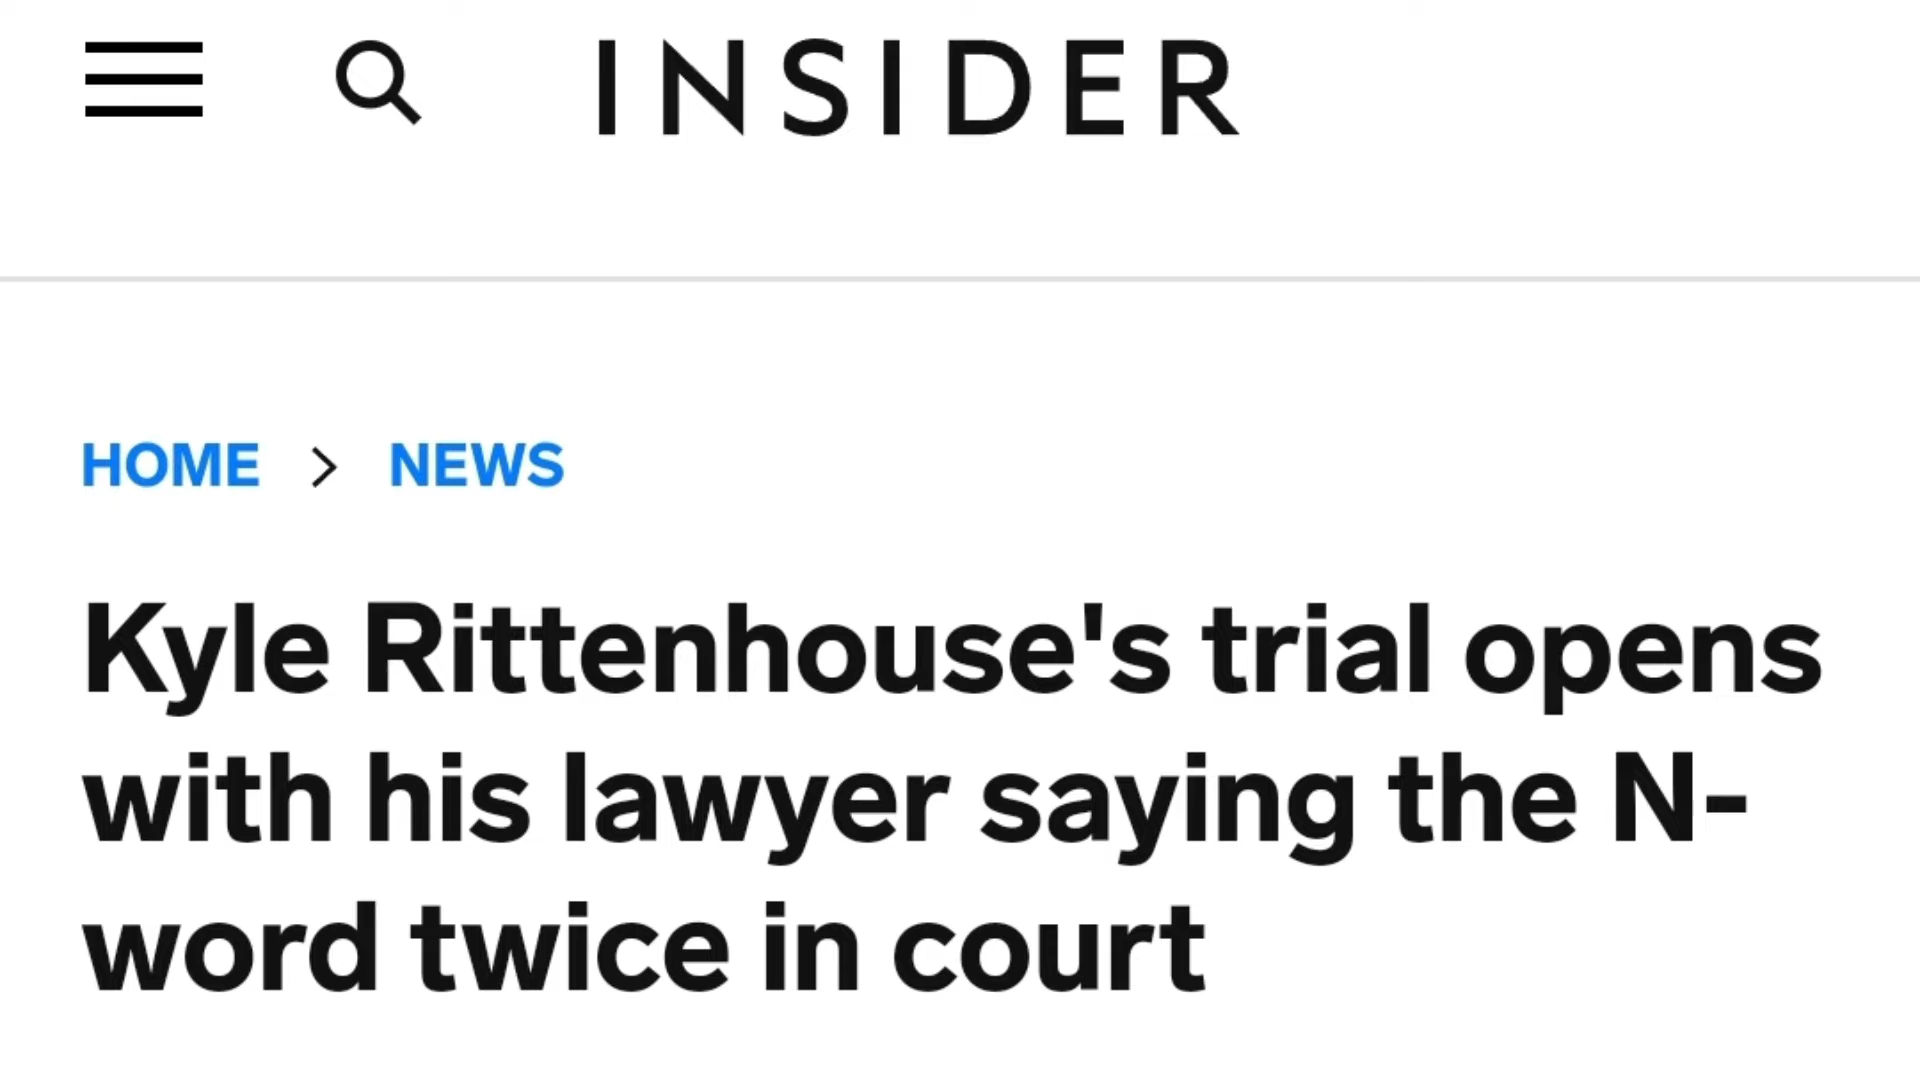 INSIDER
HOME > NEWS
Kyle Rittenhouse's trial opens
with his lawyer saying the N-
word twice in court